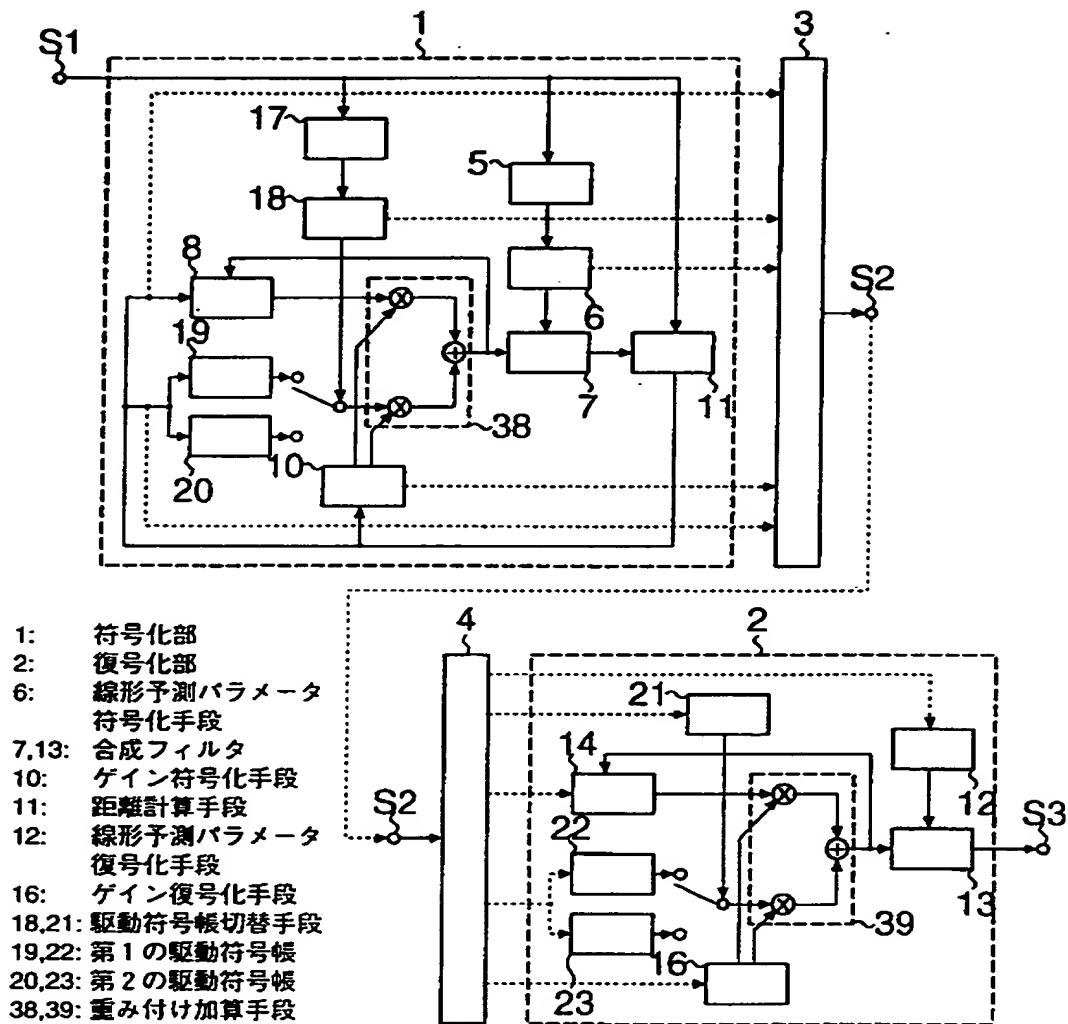 S1
1
3
17
5
18
8
6
S2
19
7
11
38
20
10
1: 符号化部
2: 復号化部
6: 線形予測パラメータ
符号化手段
7,13: 合成フィルタ
10: ゲイン符号化手段
11: 距離計算手段
12: 線形予測パラメータ
復号化手段
16: ゲイン復号化手段
18,21: 駆動符号帳切替手段
19,22: 第1の駆動符号帳
20,23: 第2の駆動符号帳
38,39: 重み付け加算手段
4
2
21
14
12
S2
S3
22
13
39
23
16